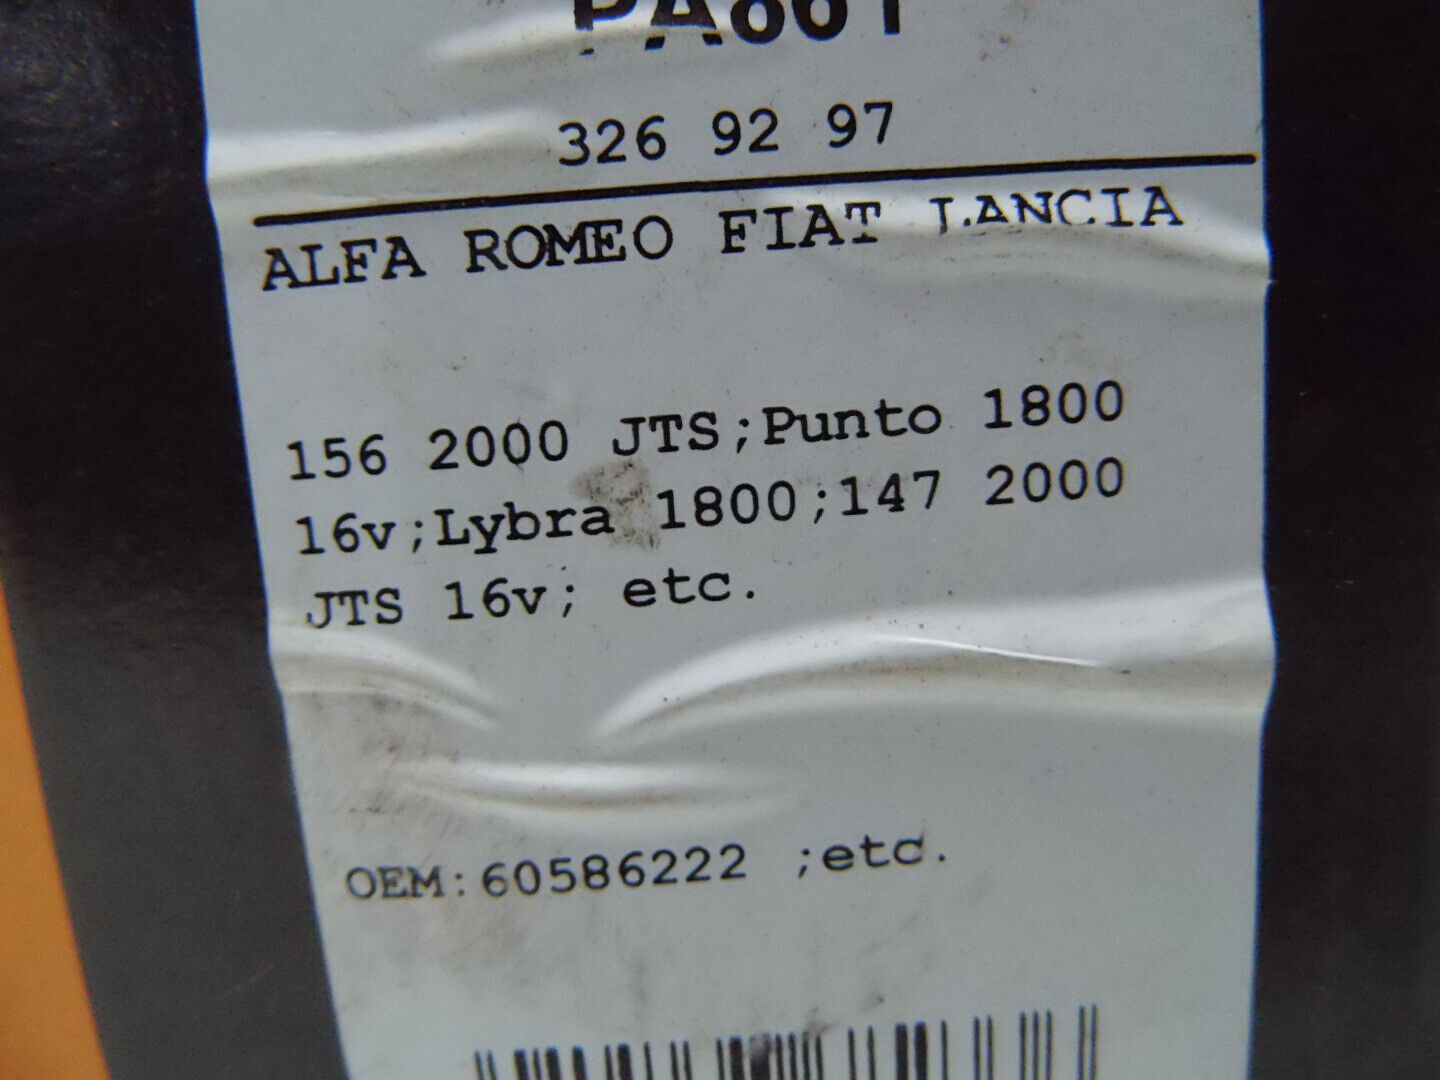 326 92 97
ALFA ROMEO FIAT LANCIA
156 2000 JTS;Punto 1800
16v;Lybra 1800;147 2000
JTS 16v; etc.
OEM:60586222 ;etc.